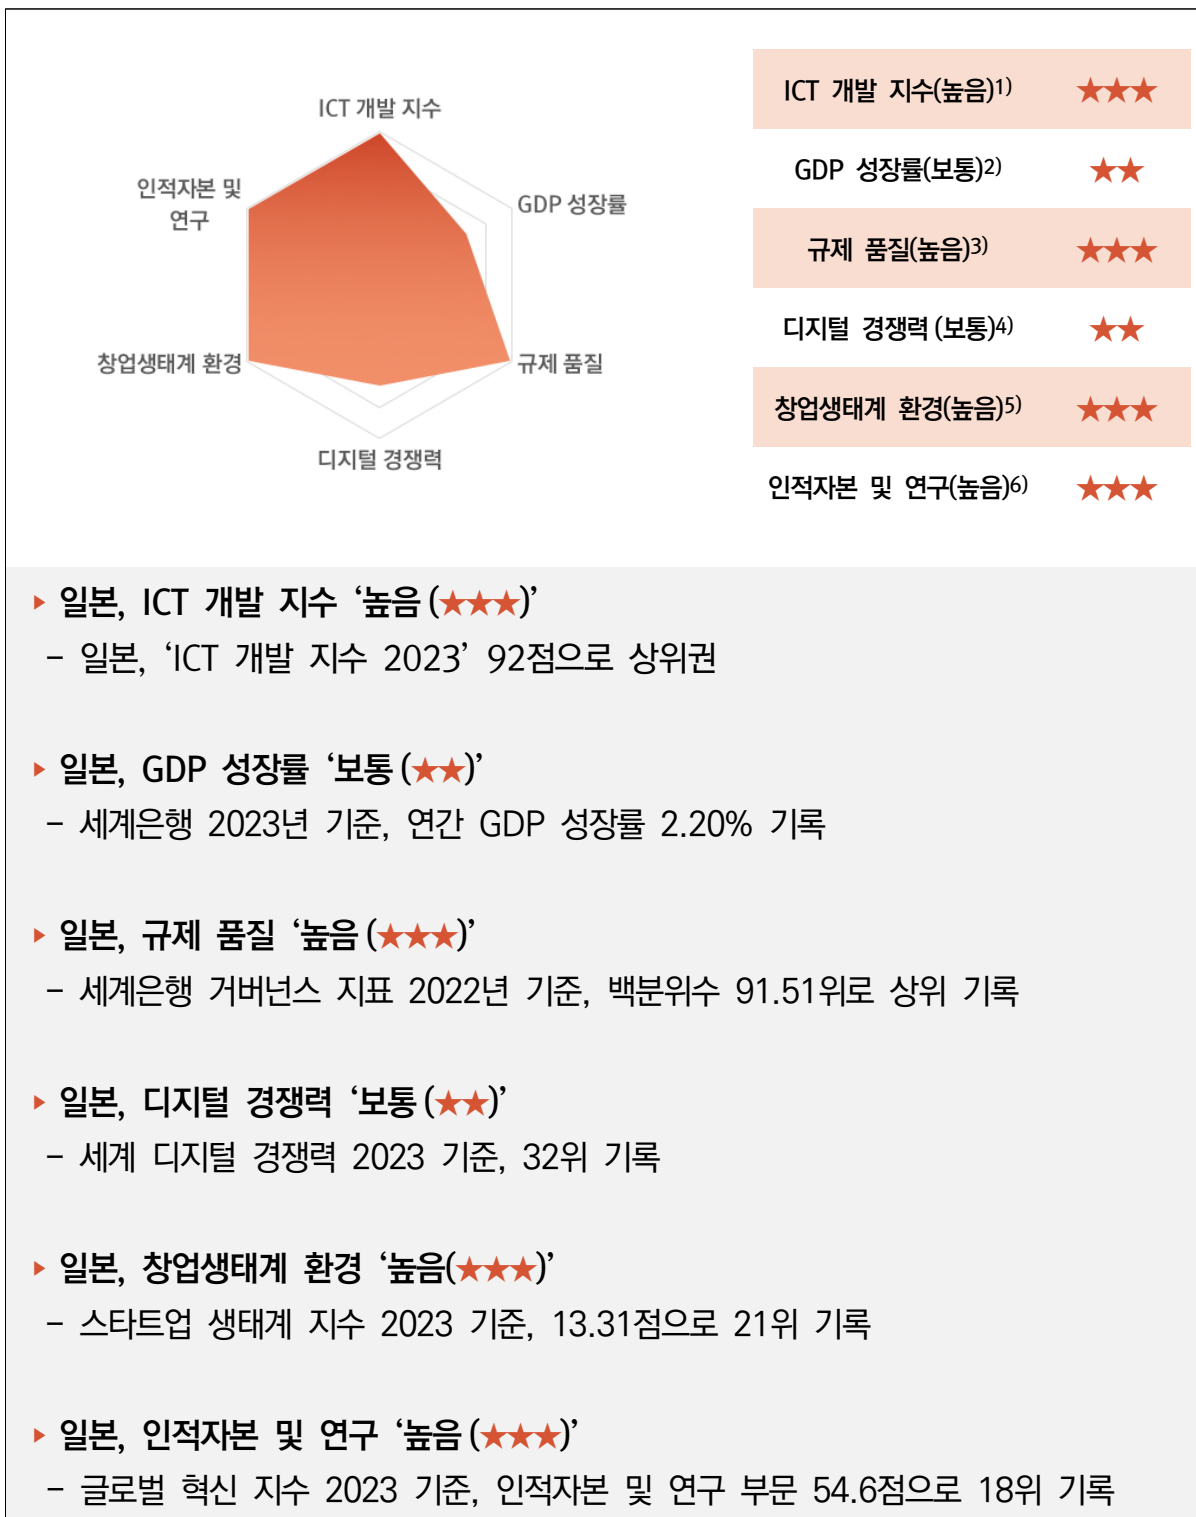 ICT 개발 지수
인적자본 및
연구
GDP 성장률
창업생태계 환경
규제 품질
디지털 경쟁력
ICT 개발 지수(높음)1) ★★★
GDP 성장률(보통)2) ★★
규제 품질(높음)3) ★★★
디지털 경쟁력(보통)4) ★★
창업생태계 환경(높음)5) ★★★
인적자본 및 연구(높음)6) ★★★
▸ 일본, ICT 개발 지수 ‘높음(★★★)’
– 일본, ‘ICT 개발 지수 2023’ 92점으로 상위권
▸ 일본, GDP 성장률 ‘보통(★★)’
– 세계은행 2023년 기준, 연간 GDP 성장률 2.20% 기록
▸ 일본, 규제 품질 ‘높음(★★★)’
– 세계은행 거버넌스 지표 2022년 기준, 백분위수 91.51위로 상위 기록
▸ 일본, 디지털 경쟁력 ‘보통(★★)’
– 세계 디지털 경쟁력 2023 기준, 32위 기록
▸ 일본, 창업생태계 환경 ‘높음(★★★)’
– 스타트업 생태계 지수 2023 기준, 13.31점으로 21위 기록
▸ 일본, 인적자본 및 연구 ‘높음(★★★)’
– 글로벌 혁신 지수 2023 기준, 인적자본 및 연구 부문 54.6점으로 18위 기록